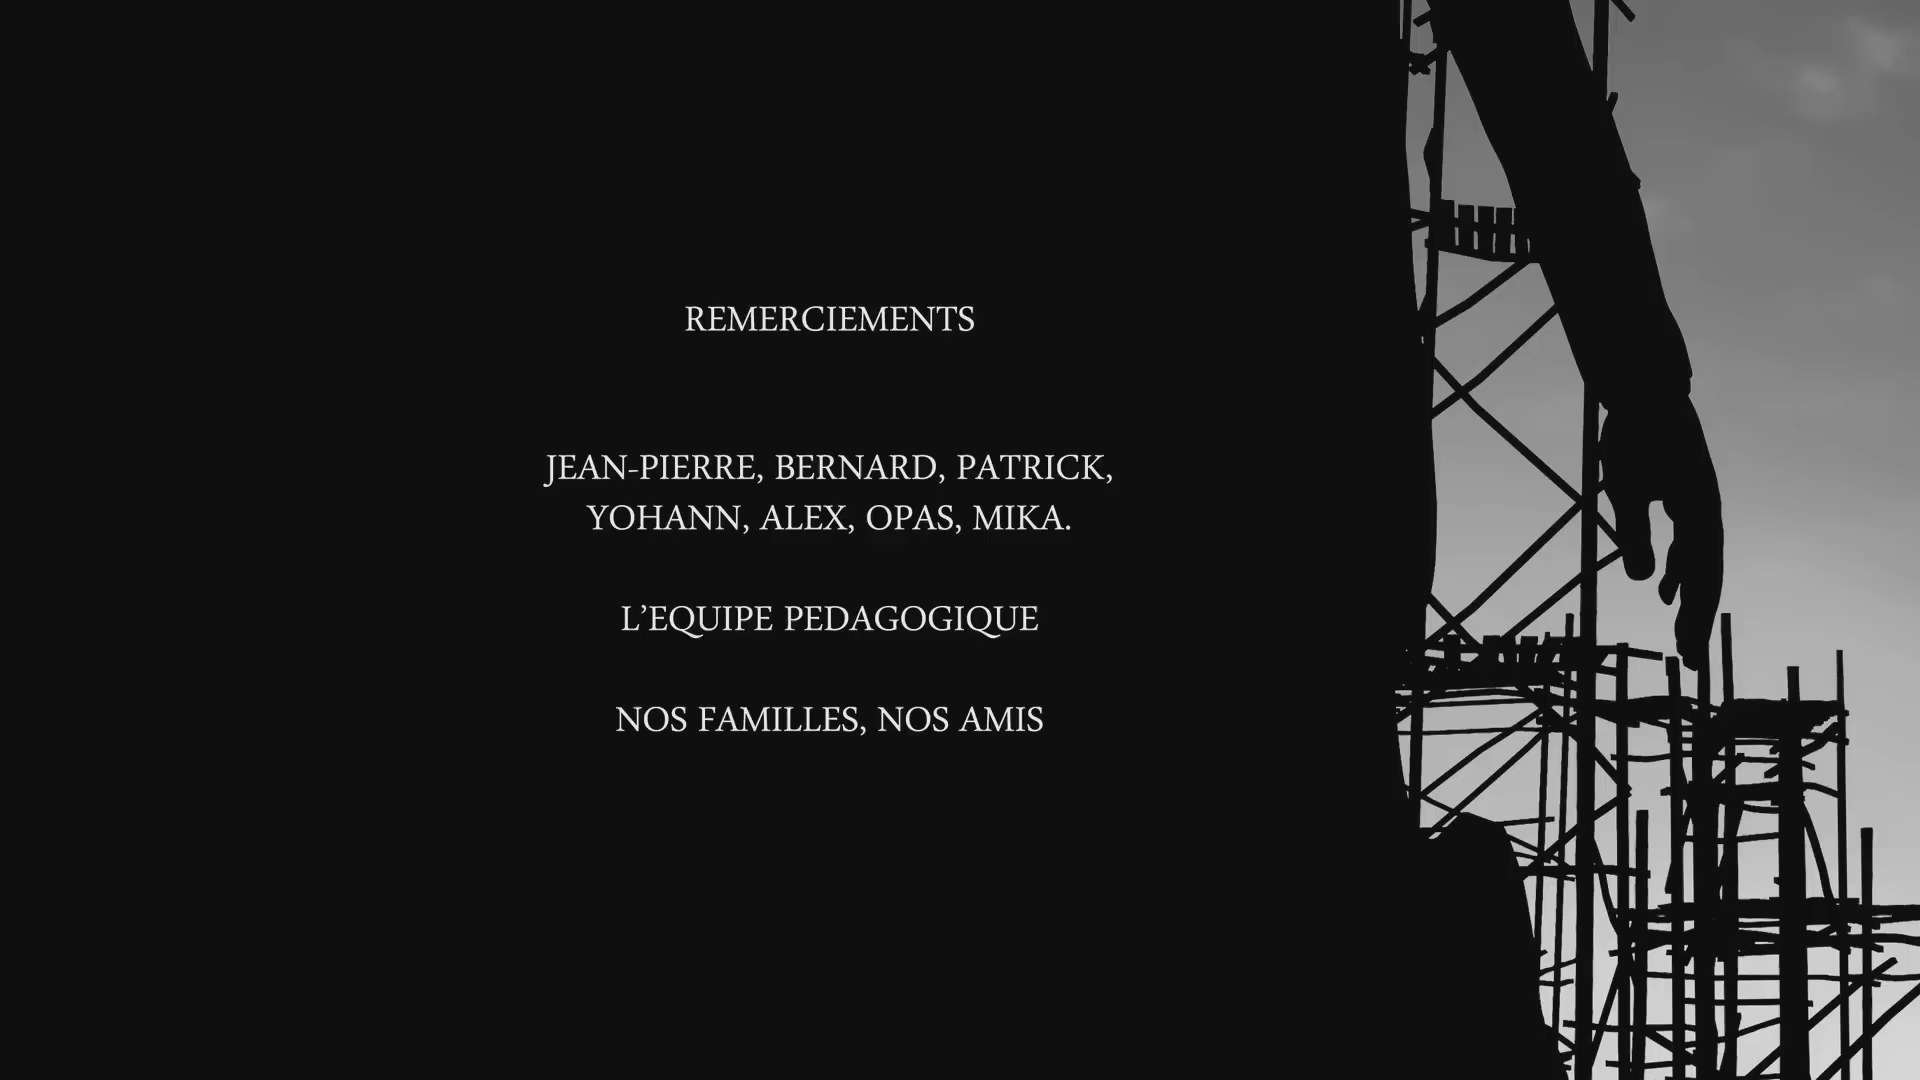 REMERCIEMENTS
JEAN-PIERRE, BERNARD, PATRICK,
YOHANN, ALEX, OPAS, MIKA.
L’EQUIPE PEDAGOGIQUE
NOS FAMILLES, NOS AMIS